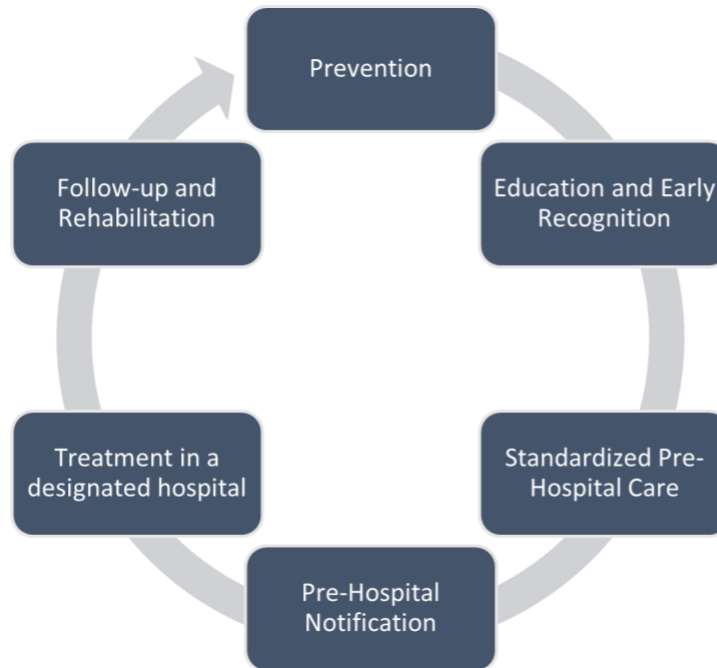 Prevention
Education and Early
Recognition
Standardized Pre-
Hospital Care
Pre-Hospital
Notification
Treatment in a
designated hospital
Follow-up and
Rehabilitation